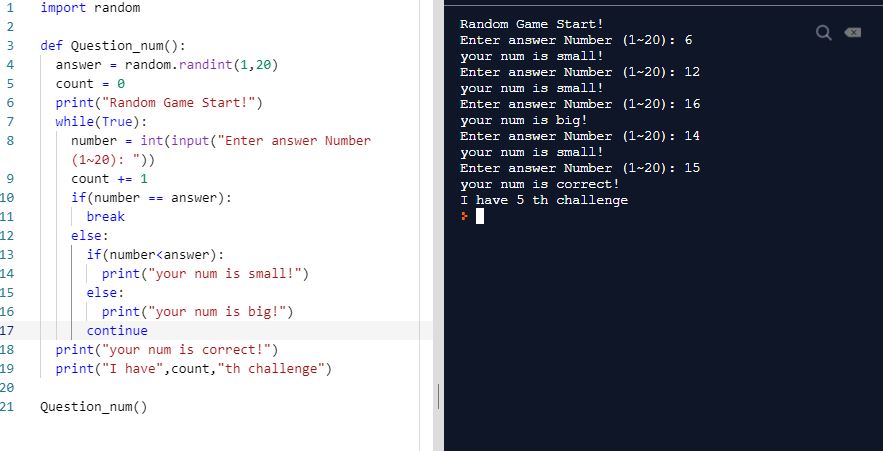 1 import random
2
3 def Question_num():
4 answer = random.randint(1,20)
5 count = 0
6 print("Random Game Start!")
7 while(True):
8 number = int(input("Enter answer Number
(1~20): "))
9 count += 1
10 if(number == answer):
11 break
12 else:
13 if(number<answer):
14 print("your num is small!")
15 else:
16 print("your num is big!")
17 continue
18 print("your num is correct!")
19 print("I have",count,"th challenge")
20
21 Question_num()
Random Game Start!
Enter answer Number (1~20): 6
your num is small!
Enter answer Number (1~20): 12
your num is small!
Enter answer Number (1~20): 16
your num is big!
Enter answer Number (1~20): 14
your num is small!
Enter answer Number (1~20): 15
your num is correct!
I have 5 th challenge